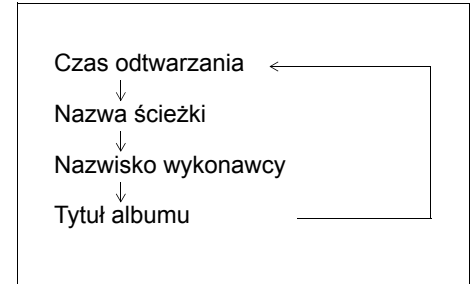 Czas odtwarzania
Nazwa ścieżki
Nazwisko wykonawcy
Tytuł albumu